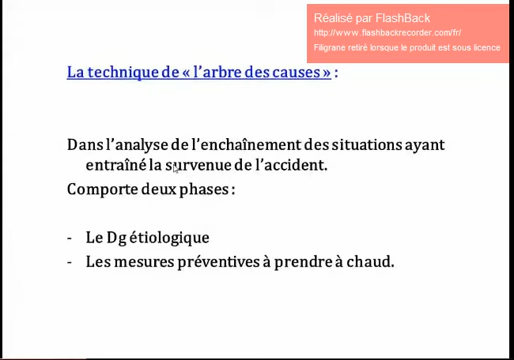 Réalisé par FlashBack
http://www.flashbackrecorder.com/fr/
Filigrane retiré lorsque le produit est sous licence
La technique de « l’arbre des causes » :
Dans l’analyse de l’enchaînement des situations ayant
entraîné la survenue de l’accident.
Comporte deux phases :
- Le Dg étiologique
- Les mesures préventives à prendre à chaud.